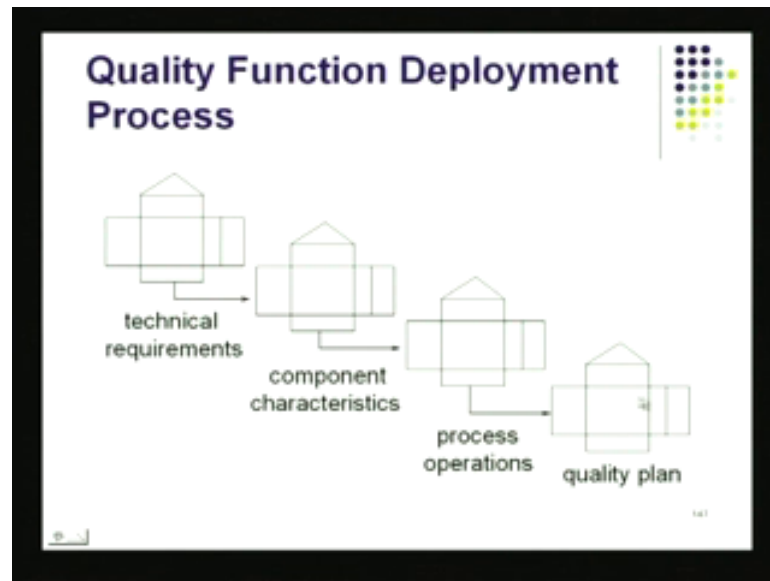 Quality Function Deployment
Process
technical
requirements
component
characteristics
process
operations
quality plan